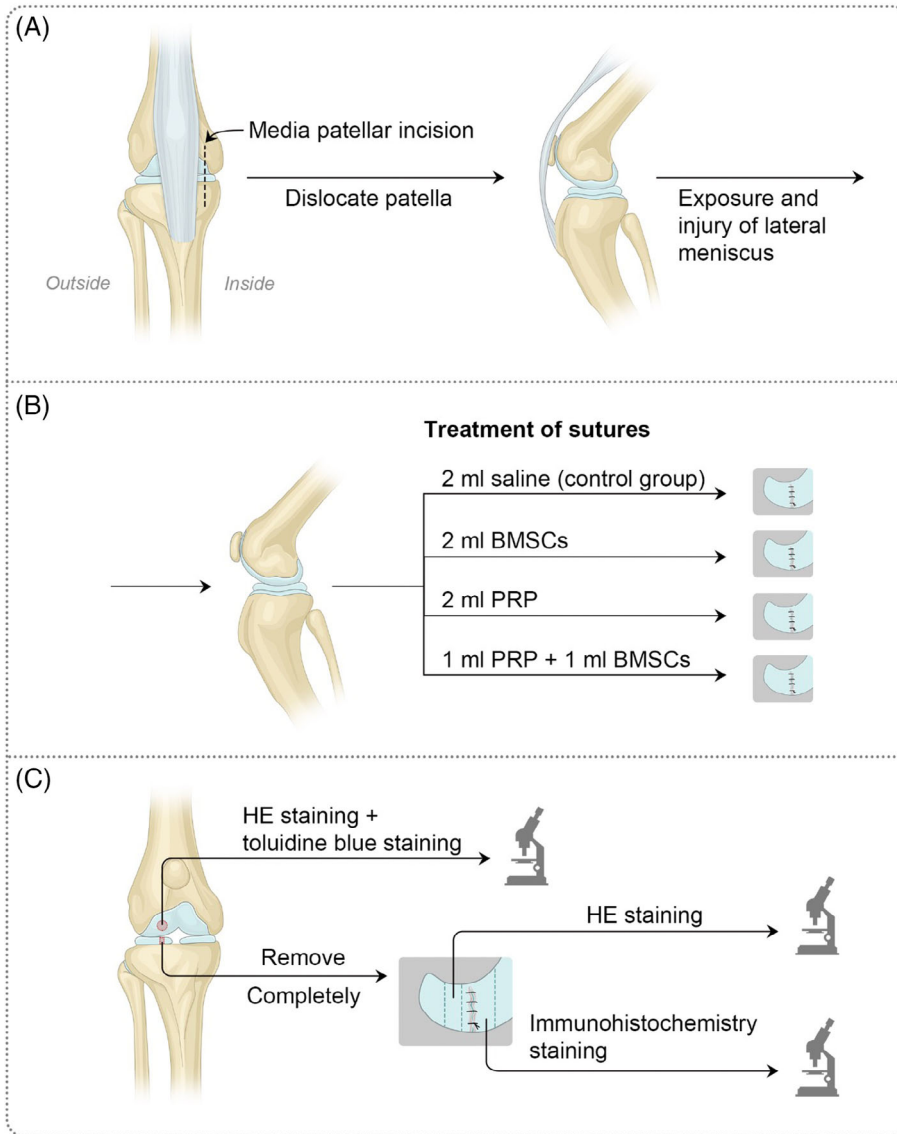 (A)
Media patellar incision
Dislocate patella
Exposure and
injury of lateral
meniscus
Outside
Inside
(B)
Treatment of sutures
2 ml saline (control group)
2 ml BMSCs
2 ml PRP
1 ml PRP + 1 ml BMSCs
(C)
HE staining +
toluidine blue staining
HE staining
Remove
Completely
Immunohistochemistry
staining